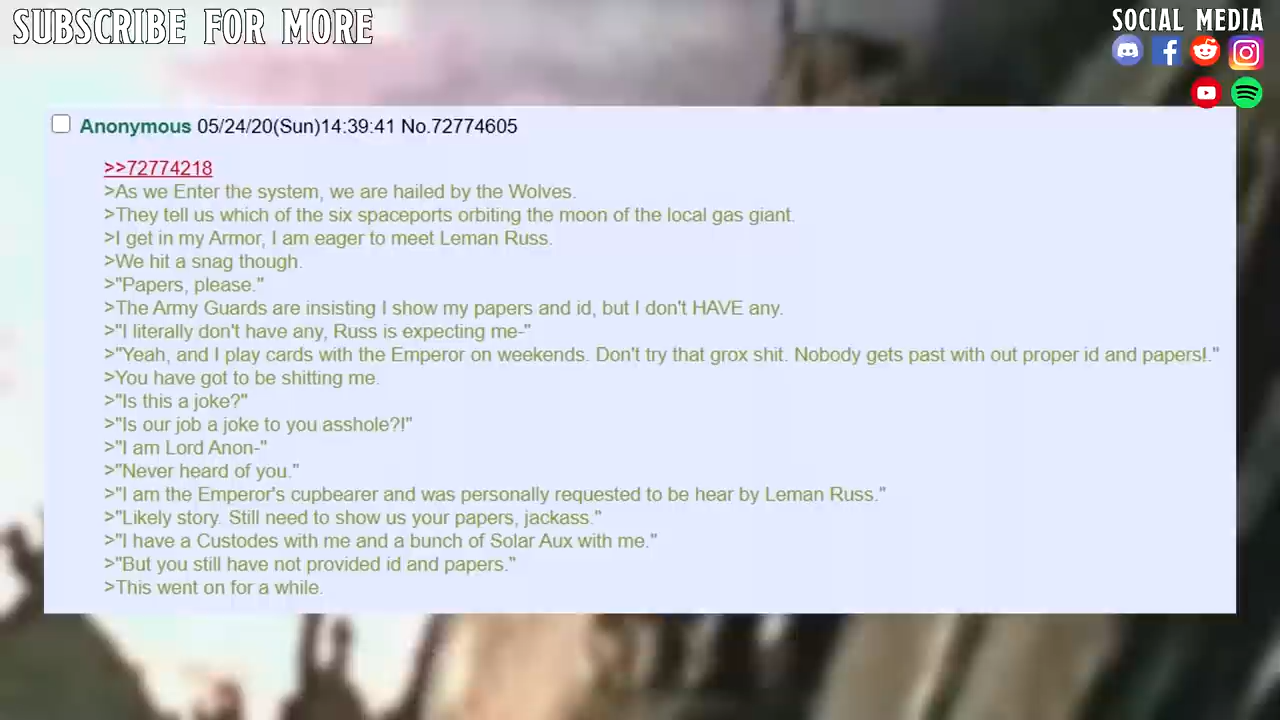 SUBSCRIBE FOR MORE
SOCIAL MEDIA
Anonymous 05/24/20(Sun)14:39:41 No.72774605
>>72774218
>As we Enter the system, we are hailed by the Wolves.
>They tell us which of the six spaceports orbiting the moon of the local gas giant.
>I get in my Armor, I am eager to meet Leman Russ.
>We hit a snag though.
>"Papers, please."
>The Army Guards are insisting I show my papers and id, but I don't HAVE any.
>"I literally don't have any, Russ is expecting me-"
>"Yeah, and I play cards with the Emperor on weekends. Don't try that grox shit. Nobody gets past with out proper id and papers!."
>You have got to be shitting me.
>"Is this a joke?"
>"Is our job a joke to you asshole?!"
>"I am Lord Anon-"
>"Never heard of you."
>"I am the Emperor's cupbearer and was personally requested to be hear by Leman Russ."
>"Likely story. Still need to show us your papers, jackass."
>"I have a Custodes with me and a bunch of Solar Aux with me."
>"But you still have not provided id and papers."
>This went on for a while.